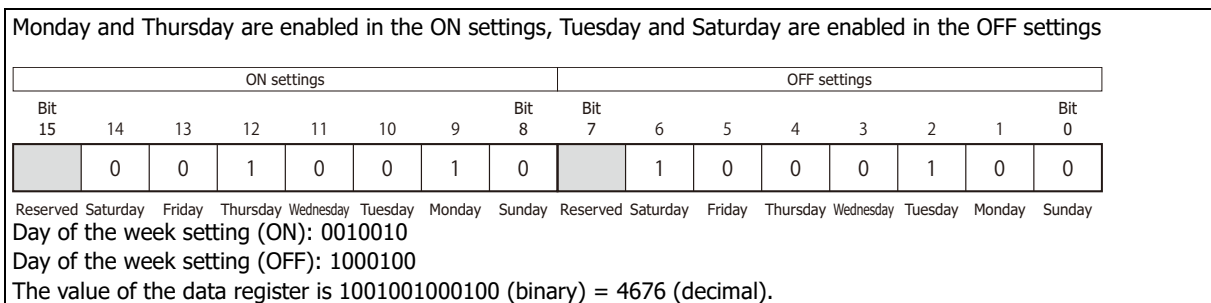 Monday and Thursday are enabled in the ON settings, Tuesday and Saturday are enabled in the OFF settings
ON settings OFF settings
Bit Bit Bit Bit
15 14 13 12 11 10 9 8 7 6 5 4 3 2 1 0
0 0 1 0 0 1 0 1 0 0 0 1 0 0
Reserved Saturday Friday Thursday Wednesday Tuesday Monday Sunday Reserved Saturday Friday Thursday Wednesday Tuesday Monday Sunday
Day of the week setting (ON): 0010010
Day of the week setting (OFF): 1000100
The value of the data register is 1001001000100 (binary) = 4676 (decimal).